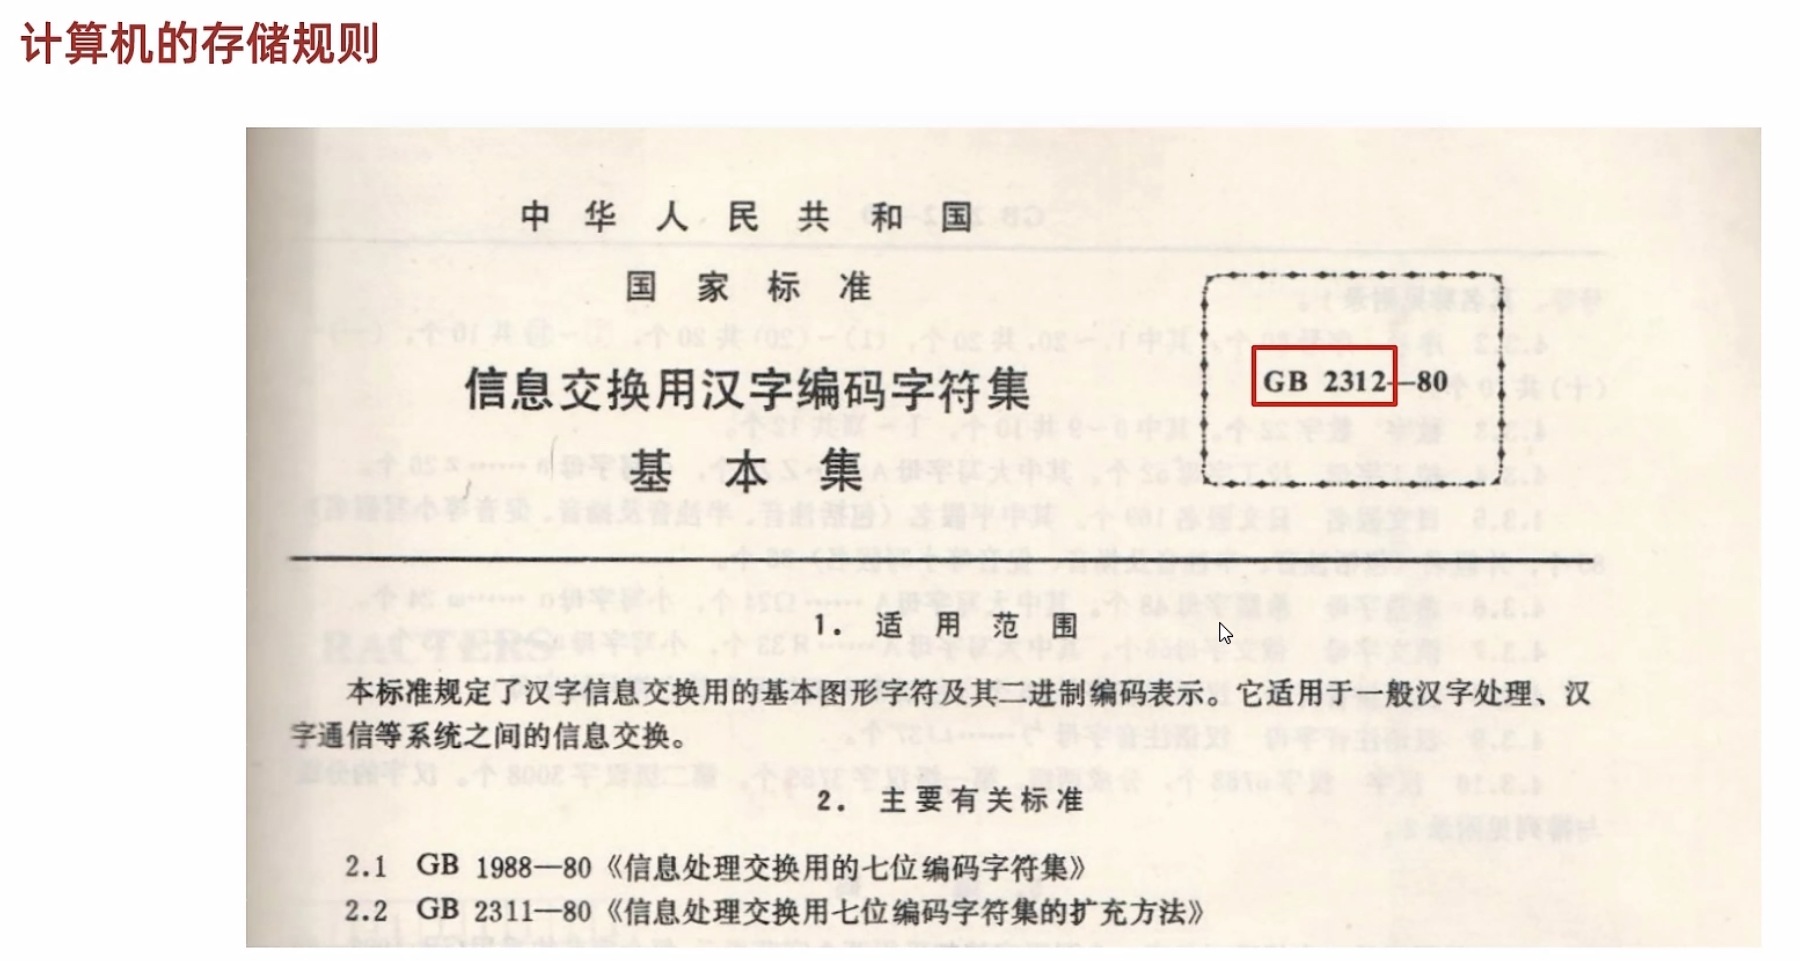 计算机的存储规则
中华人民共和国
国家标准
信息交换用汉字编码字符集
基本集
GB 2312—80
1. 适用范围
本标准规定了汉字信息交换用的基本图形字符及其二进制编码表示。它适用于一般汉字处理、汉
字通信等系统之间的信息交换。
2. 主要有关标准
2.1 GB 1988—80《信息处理交换用的七位编码字符集》
2.2 GB 2311—80《信息处理交换用七位编码字符集的扩充方法》